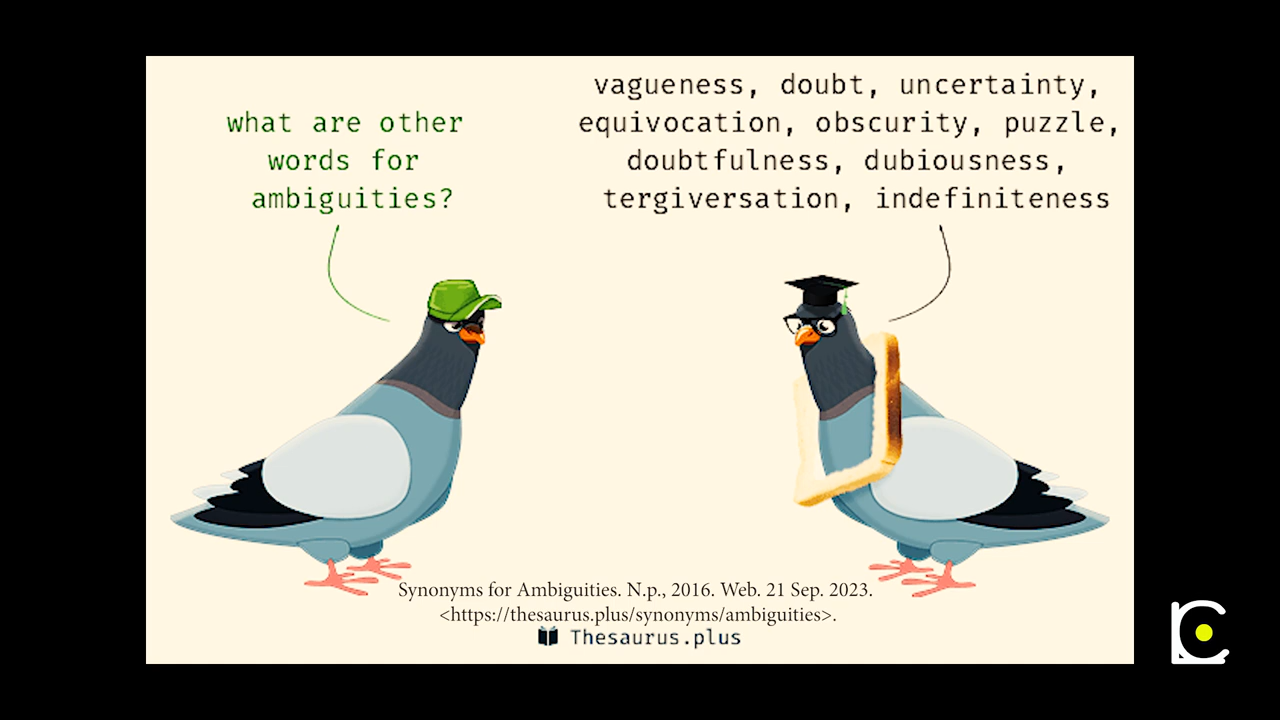 what are other
words for
ambiguities?
vagueness, doubt, uncertainty,
equivocation, obscurity, puzzle,
doubtfulness, dubiousness,
tergiversation, indefiniteness
Synonyms for Ambiguities. N.p., 2016. Web. 21 Sep. 2023.
<https://thesaurus.plus/synonyms/ambiguities>.
Thesaurus.plus